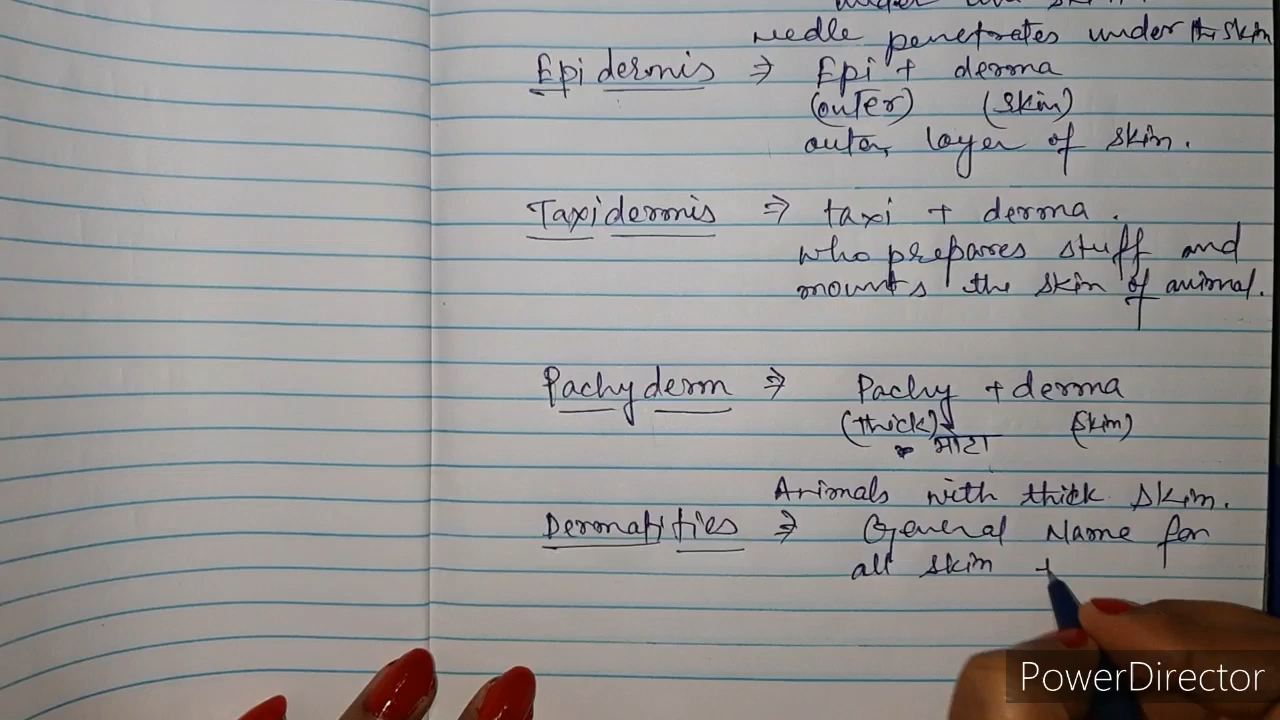 needle penetrates under the skin
Epidermis ⇒ Epi + derma
(outer) (skin)
outer layer of skin.
Taxidermis ⇒ taxi + derma.
who prepares stuff and
mounts the skin of animal.
Pachyderm ⇒ Pachy + derma
(thick) (skin)
मोटा
Animals with thick skin.
Dermatities ⇒ General Name for
all skin
PowerDirector